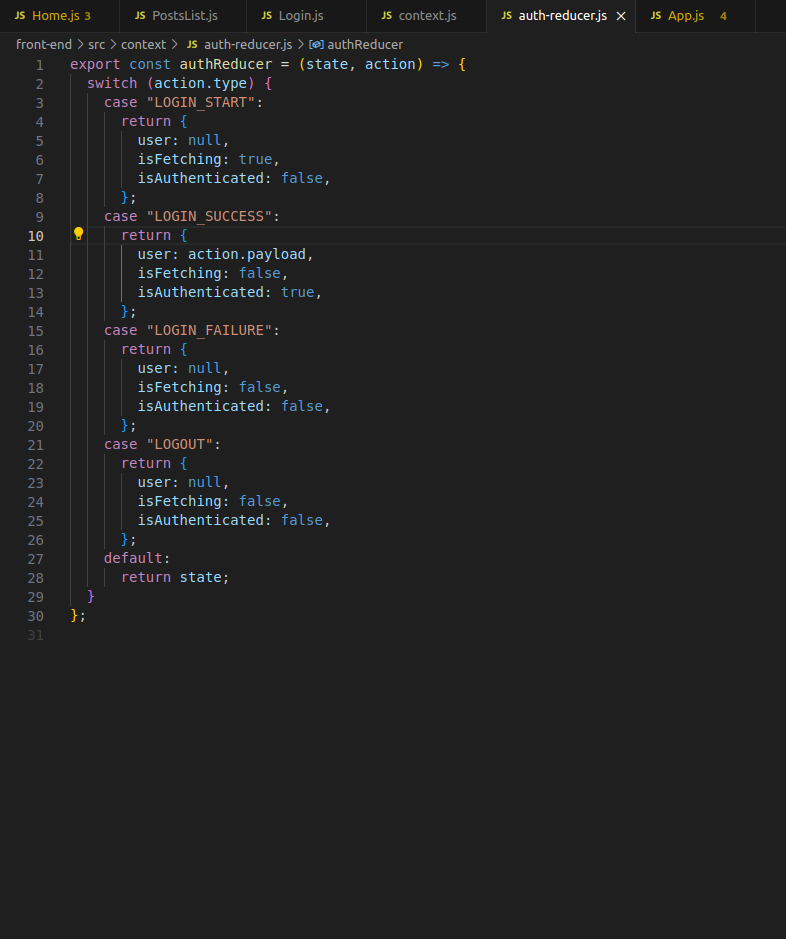 JS Home.js 3 JS PostsList.js JS Login.js JS context.js JS auth-reducer.js × JS App.js 4
front-end > src > context > JS auth-reducer.js > authReducer
1 export const authReducer = (state, action) => {
2   switch (action.type) {
3     case "LOGIN_START":
4       return {
5         user: null,
6         isFetching: true,
7         isAuthenticated: false,
8       };
9     case "LOGIN_SUCCESS":
10       return {
11         user: action.payload,
12         isFetching: false,
13         isAuthenticated: true,
14       };
15     case "LOGIN_FAILURE":
16       return {
17         user: null,
18         isFetching: false,
19         isAuthenticated: false,
20       };
21     case "LOGOUT":
22       return {
23         user: null,
24         isFetching: false,
25         isAuthenticated: false,
26       };
27     default:
28       return state;
29   }
30 };
31